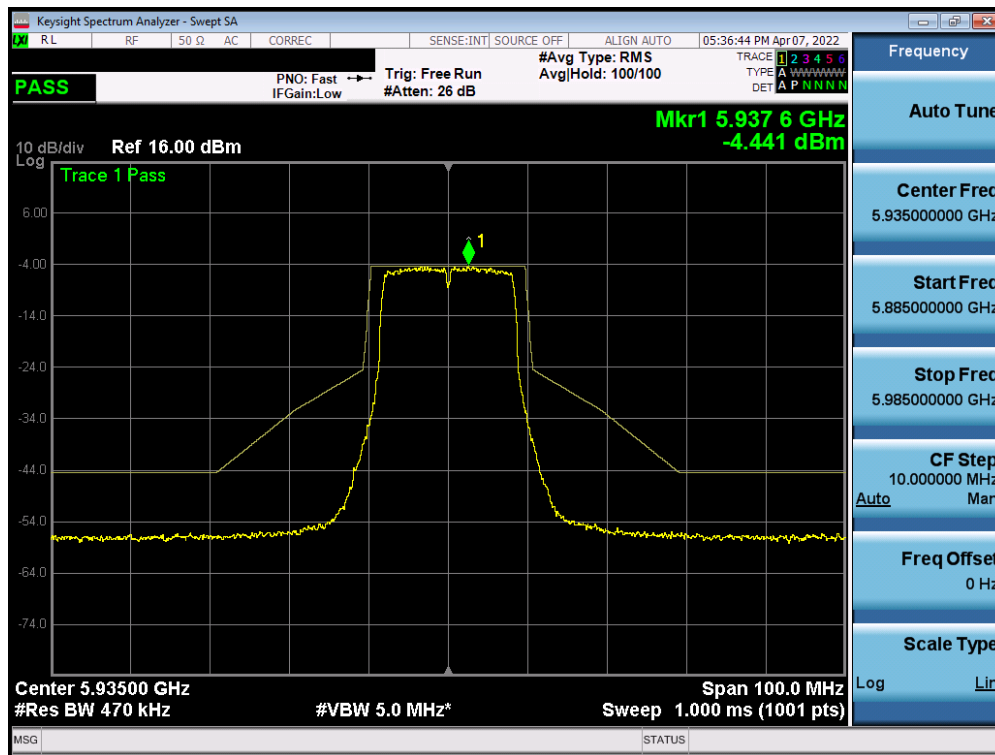 Keysight Spectrum Analyzer - Swept SA
LXI RL RF 50 Ω AC CORREC SENSE:INT SOURCE OFF ALIGN AUTO 05:36:44 PM Apr 07, 2022
PASS
PNO: Fast
IFGain:Low
Trig: Free Run
#Atten: 26 dB
#Avg Type: RMS
Avg|Hold: 100/100
TRACE 1 2 3 4 5 6
TYPE A WWWWW
DET A P N N N N
Mkr1 5.937 6 GHz
-4.441 dBm
10 dB/div Ref 16.00 dBm
Log
Trace 1 Pass
1
6.00
-4.00
-14.0
-24.0
-34.0
-44.0
-54.0
-64.0
-74.0
Center 5.93500 GHz Span 100.0 MHz
#Res BW 470 kHz #VBW 5.0 MHz* Sweep 1.000 ms (1001 pts)
MSG STATUS
Frequency
Auto Tune
Center Freq
5.935000000 GHz
Start Freq
5.885000000 GHz
Stop Freq
5.985000000 GHz
CF Step
10.000000 MHz
Auto Man
Freq Offset
0 Hz
Scale Type
Log Lin